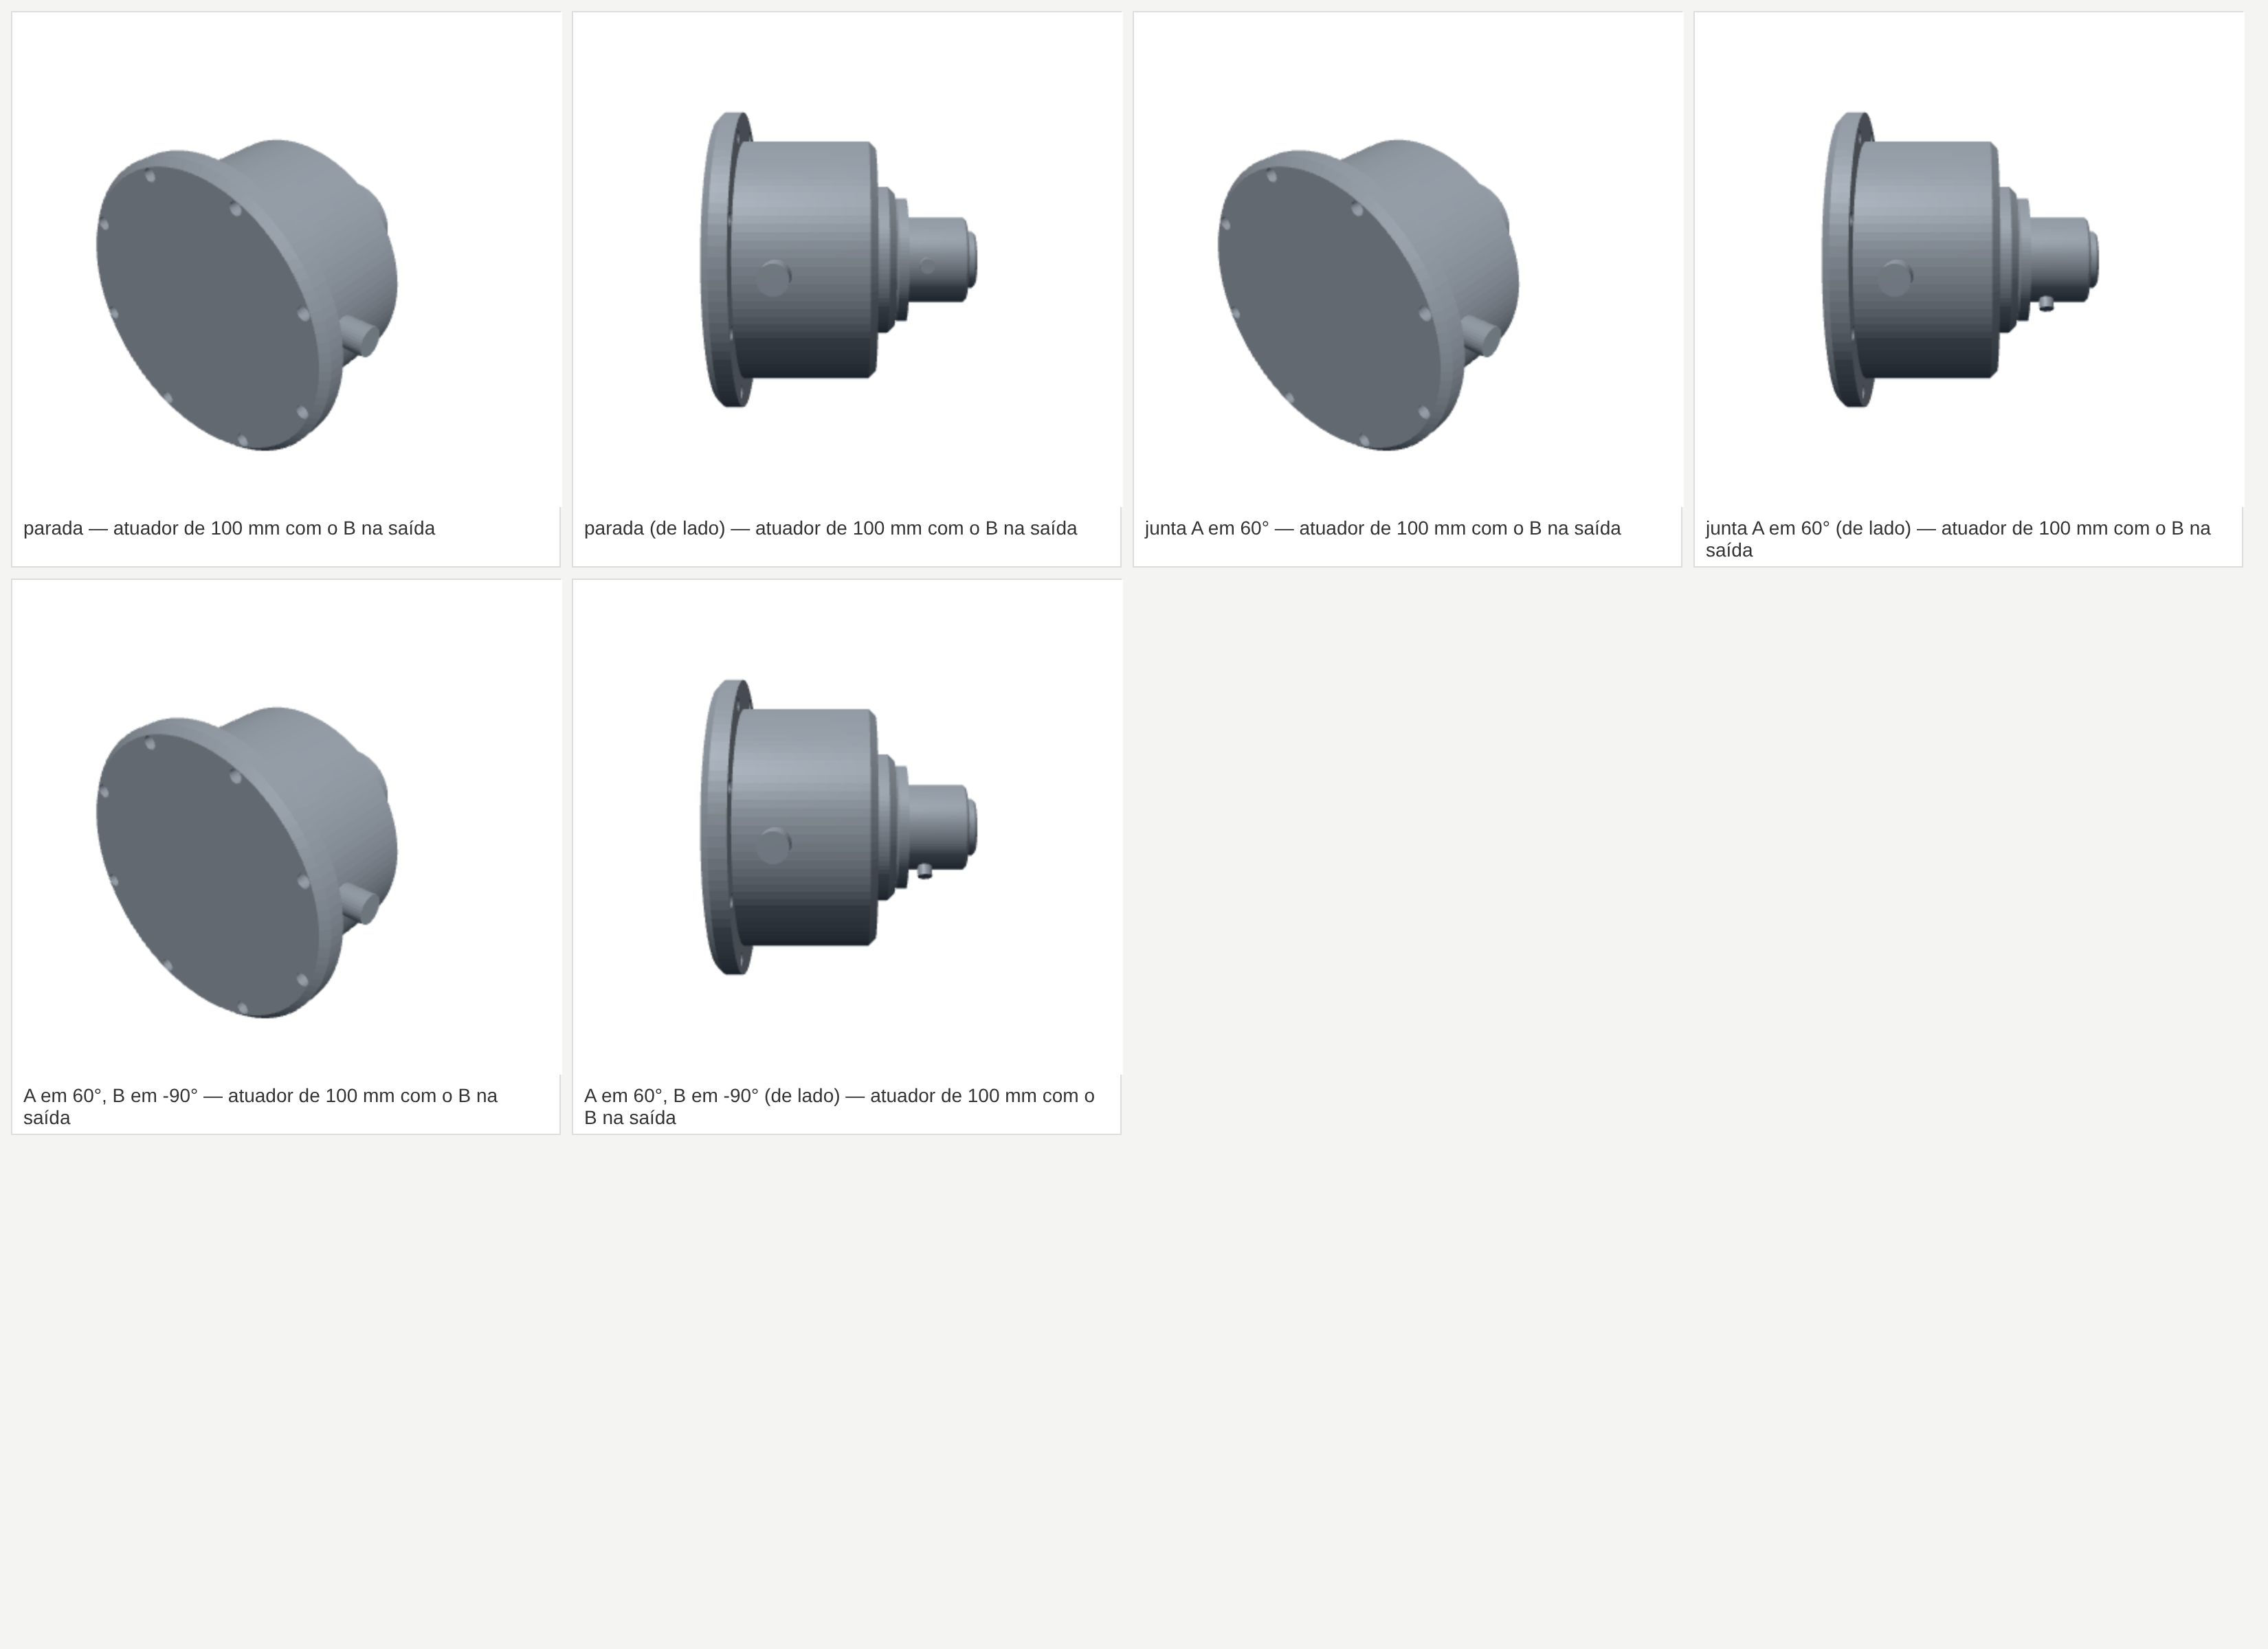 parada — atuador de 100 mm com o B na saída
parada (de lado) — atuador de 100 mm com o B na saída
junta A em 60° — atuador de 100 mm com o B na saída
junta A em 60° (de lado) — atuador de 100 mm com o B na
saída
A em 60°, B em -90° — atuador de 100 mm com o B na
saída
A em 60°, B em -90° (de lado) — atuador de 100 mm com o
B na saída